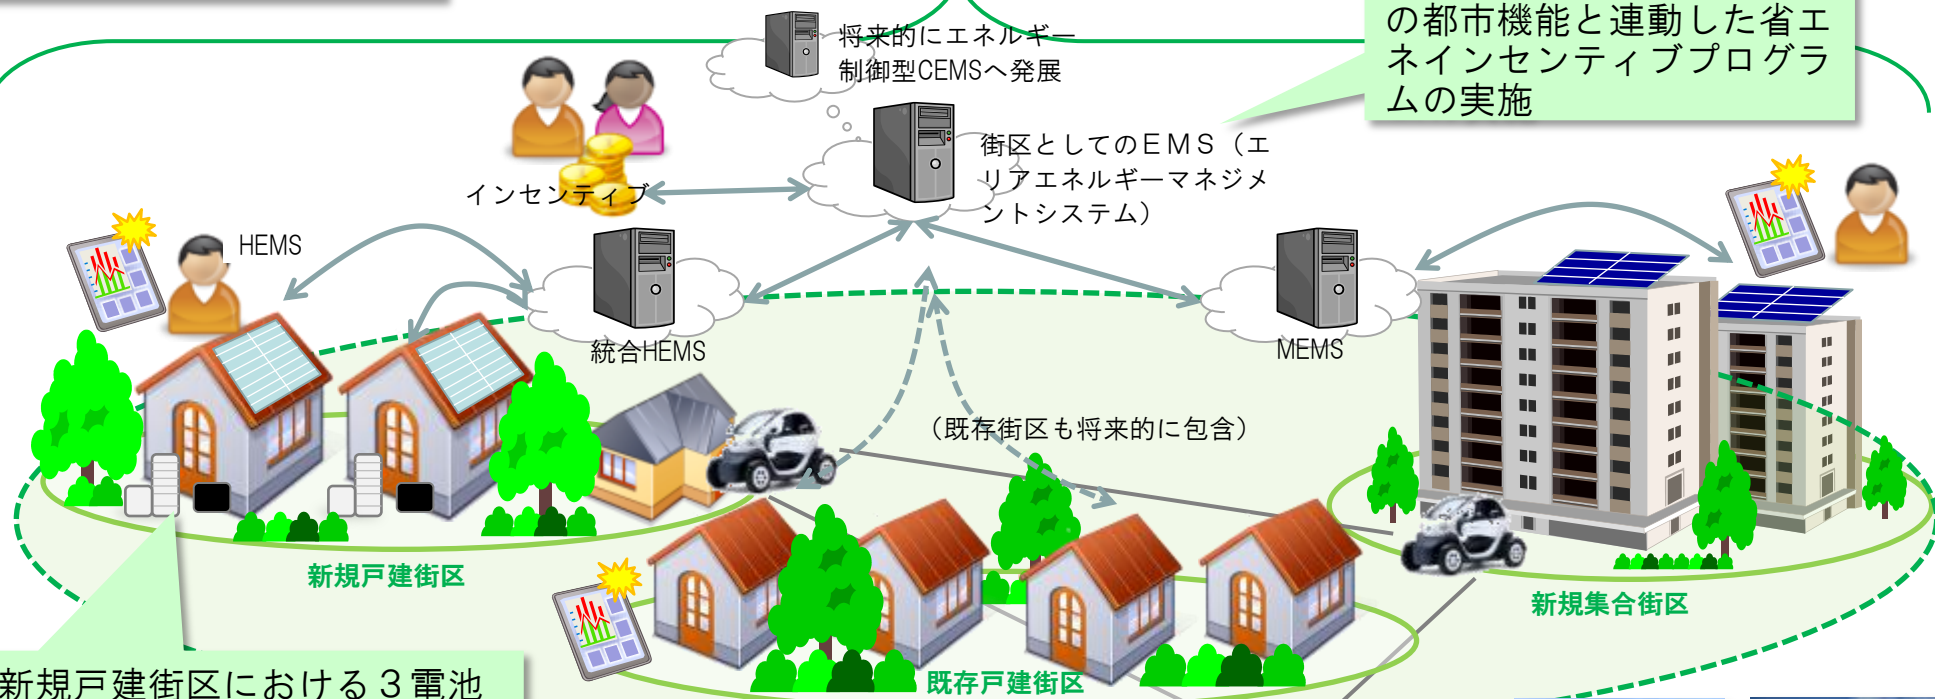 将来的にエネルギー
制御型CEMSへ発展
の都市機能と連動した省エ
ネインセンティブプログラ
ムの実施
街区としてのＥＭＳ（エ
リアエネルギーマネジメ
ントシステム）
インセンティブ
HEMS
統合HEMS
MEMS
（既存街区も将来的に包含）
新規戸建街区
新規集合街区
既存戸建街区
新規戸建街区における３電池